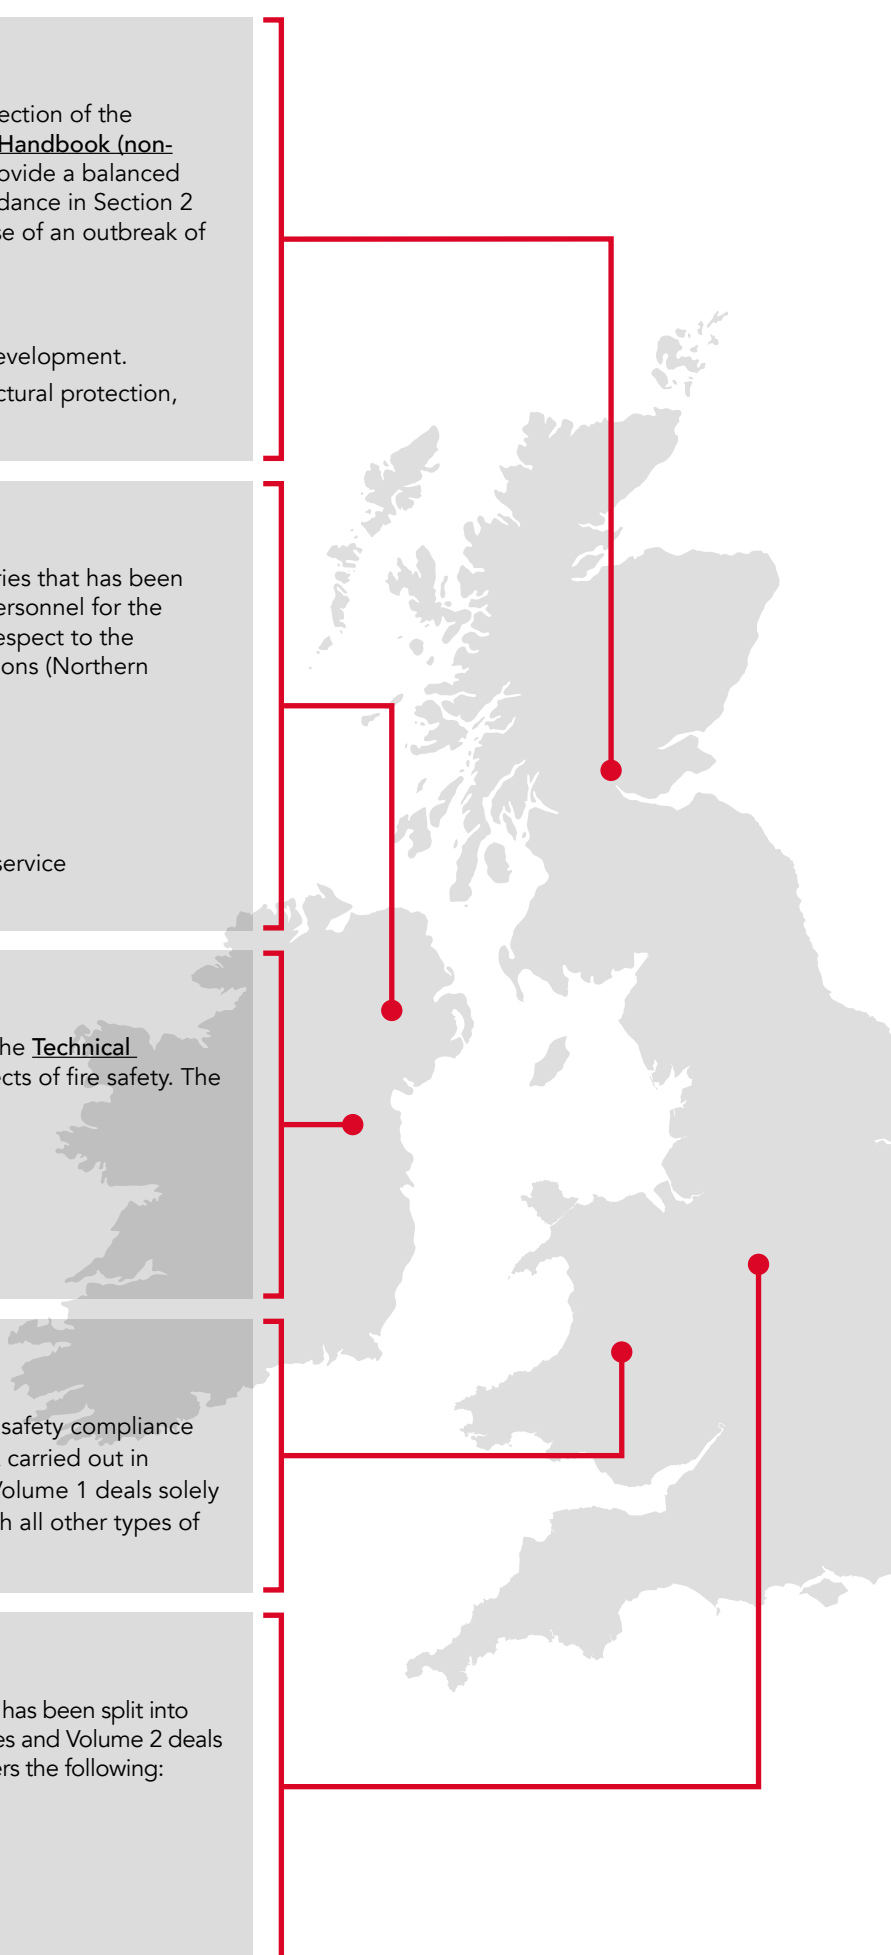 ection of the
Handbook (non-
ovide a balanced
dance in Section 2
se of an outbreak of
evelopment.
ctural protection,
ries that has been
ersonnel for the
espect to the
ons (Northern
service
he Technical
ects of fire safety. The
safety compliance
carried out in
Volume 1 deals solely
h all other types of
has been split into
es and Volume 2 deals
ers the following: